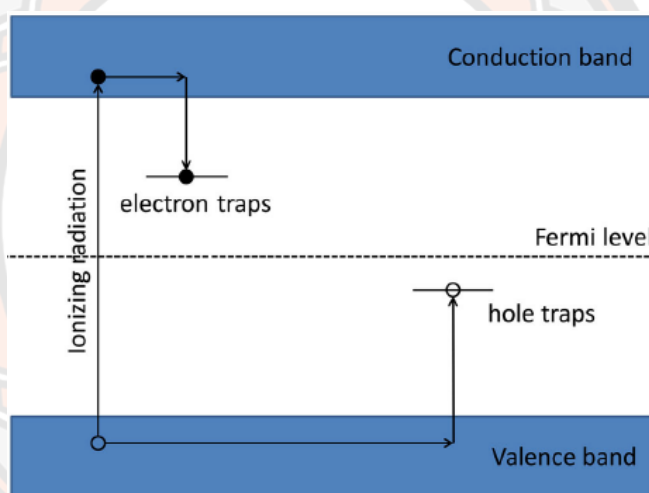 Conduction band
electron traps
Ionizing radiation
Fermi level
hole traps
Valence band